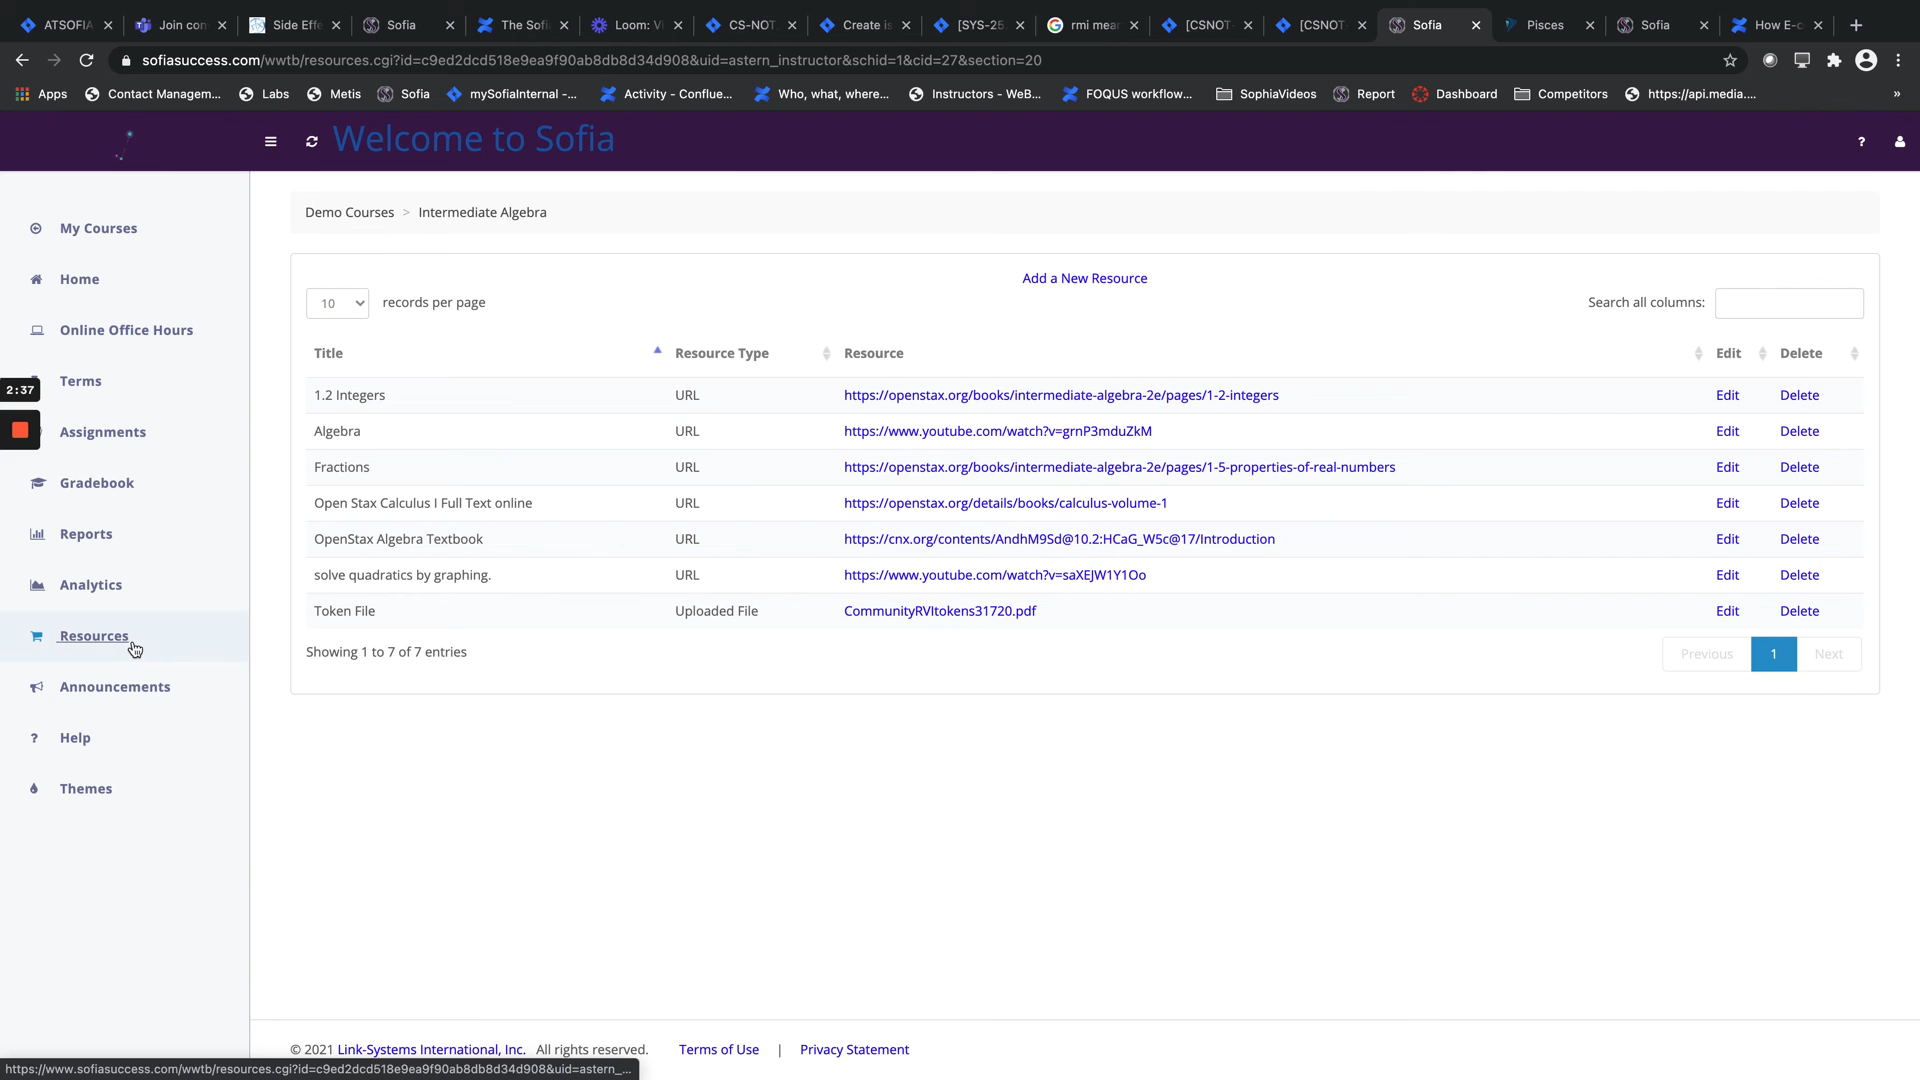 ATSOFIA Join con Side Effe Sofia The Sofi Loom: Vi CS-NOT. Create is [SYS-25. rmi mear [CSNOT- [CSNOT- Sofia Pisces Sofia How E-c
sofiasuccess.com/wwtb/resources.cgi?id=c9ed2dcd518e9ea9f90ab8db8d34d908&uid=astern_instructor&schid=1&cid=27&section=20
Apps Contact Managem... Labs Metis Sofia mySofiaInternal -... Activity - Conflue... Who, what, where... Instructors - WeB... FOQUS workflow... SophiaVideos Report Dashboard Competitors https://api.media.... »
Welcome to Sofia ?
Demo Courses > Intermediate Algebra
My Courses
Home
Online Office Hours
Terms
2:37
Assignments
Gradebook
Reports
Analytics
Resources
Announcements
? Help
Themes
Add a New Resource
10 records per page Search all columns:
Title Resource Type Resource Edit Delete
1.2 Integers URL https://openstax.org/books/intermediate-algebra-2e/pages/1-2-integers Edit Delete
Algebra URL https://www.youtube.com/watch?v=grnP3mduZkM Edit Delete
Fractions URL https://openstax.org/books/intermediate-algebra-2e/pages/1-5-properties-of-real-numbers Edit Delete
Open Stax Calculus I Full Text online URL https://openstax.org/details/books/calculus-volume-1 Edit Delete
OpenStax Algebra Textbook URL https://cnx.org/contents/AndhM9Sd@10.2:HCaG_W5c@17/Introduction Edit Delete
solve quadratics by graphing. URL https://www.youtube.com/watch?v=saXEJW1Y1Oo Edit Delete
Token File Uploaded File CommunityRVItokens31720.pdf Edit Delete
Showing 1 to 7 of 7 entries Previous 1 Next
© 2021 Link-Systems International, Inc. All rights reserved. Terms of Use | Privacy Statement
https://www.sofiasuccess.com/wwtb/resources.cgi?id=c9ed2dcd518e9ea9f90ab8db8d34d908&uid=astern_...